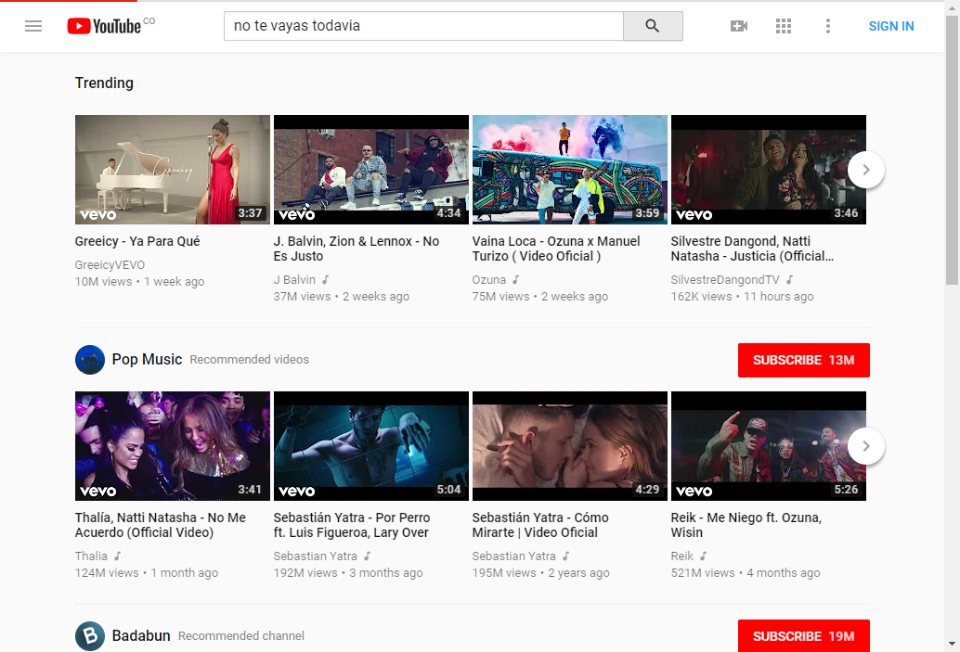 YouTube CO
no te vayas todavia
SIGN IN
Trending
Greeicy
vevo 3:37
vevo 4:34
3:59
vevo 3:46
Greeicy - Ya Para Qué
GreeicyVEVO
10M views • 1 week ago
J. Balvin, Zion & Lennox - No
Es Justo
J Balvin
37M views • 2 weeks ago
Vaina Loca - Ozuna x Manuel
Turizo ( Video Oficial )
Ozuna
75M views • 2 weeks ago
Silvestre Dangond, Natti
Natasha - Justicia (Official...
SilvestreDangondTV
162K views • 11 hours ago
Pop Music Recommended videos
SUBSCRIBE 13M
vevo 3:41
vevo 5:04
4:29
vevo 5:26
Thalía, Natti Natasha - No Me
Acuerdo (Official Video)
Thalia
124M views • 1 month ago
Sebastián Yatra - Por Perro
ft. Luis Figueroa, Lary Over
Sebastian Yatra
192M views • 3 months ago
Sebastián Yatra - Cómo
Mirarte | Video Oficial
Sebastian Yatra
195M views • 2 years ago
Reik - Me Niego ft. Ozuna,
Wisin
Reik
521M views • 4 months ago
B
Badabun Recommended channel
SUBSCRIBE 19M